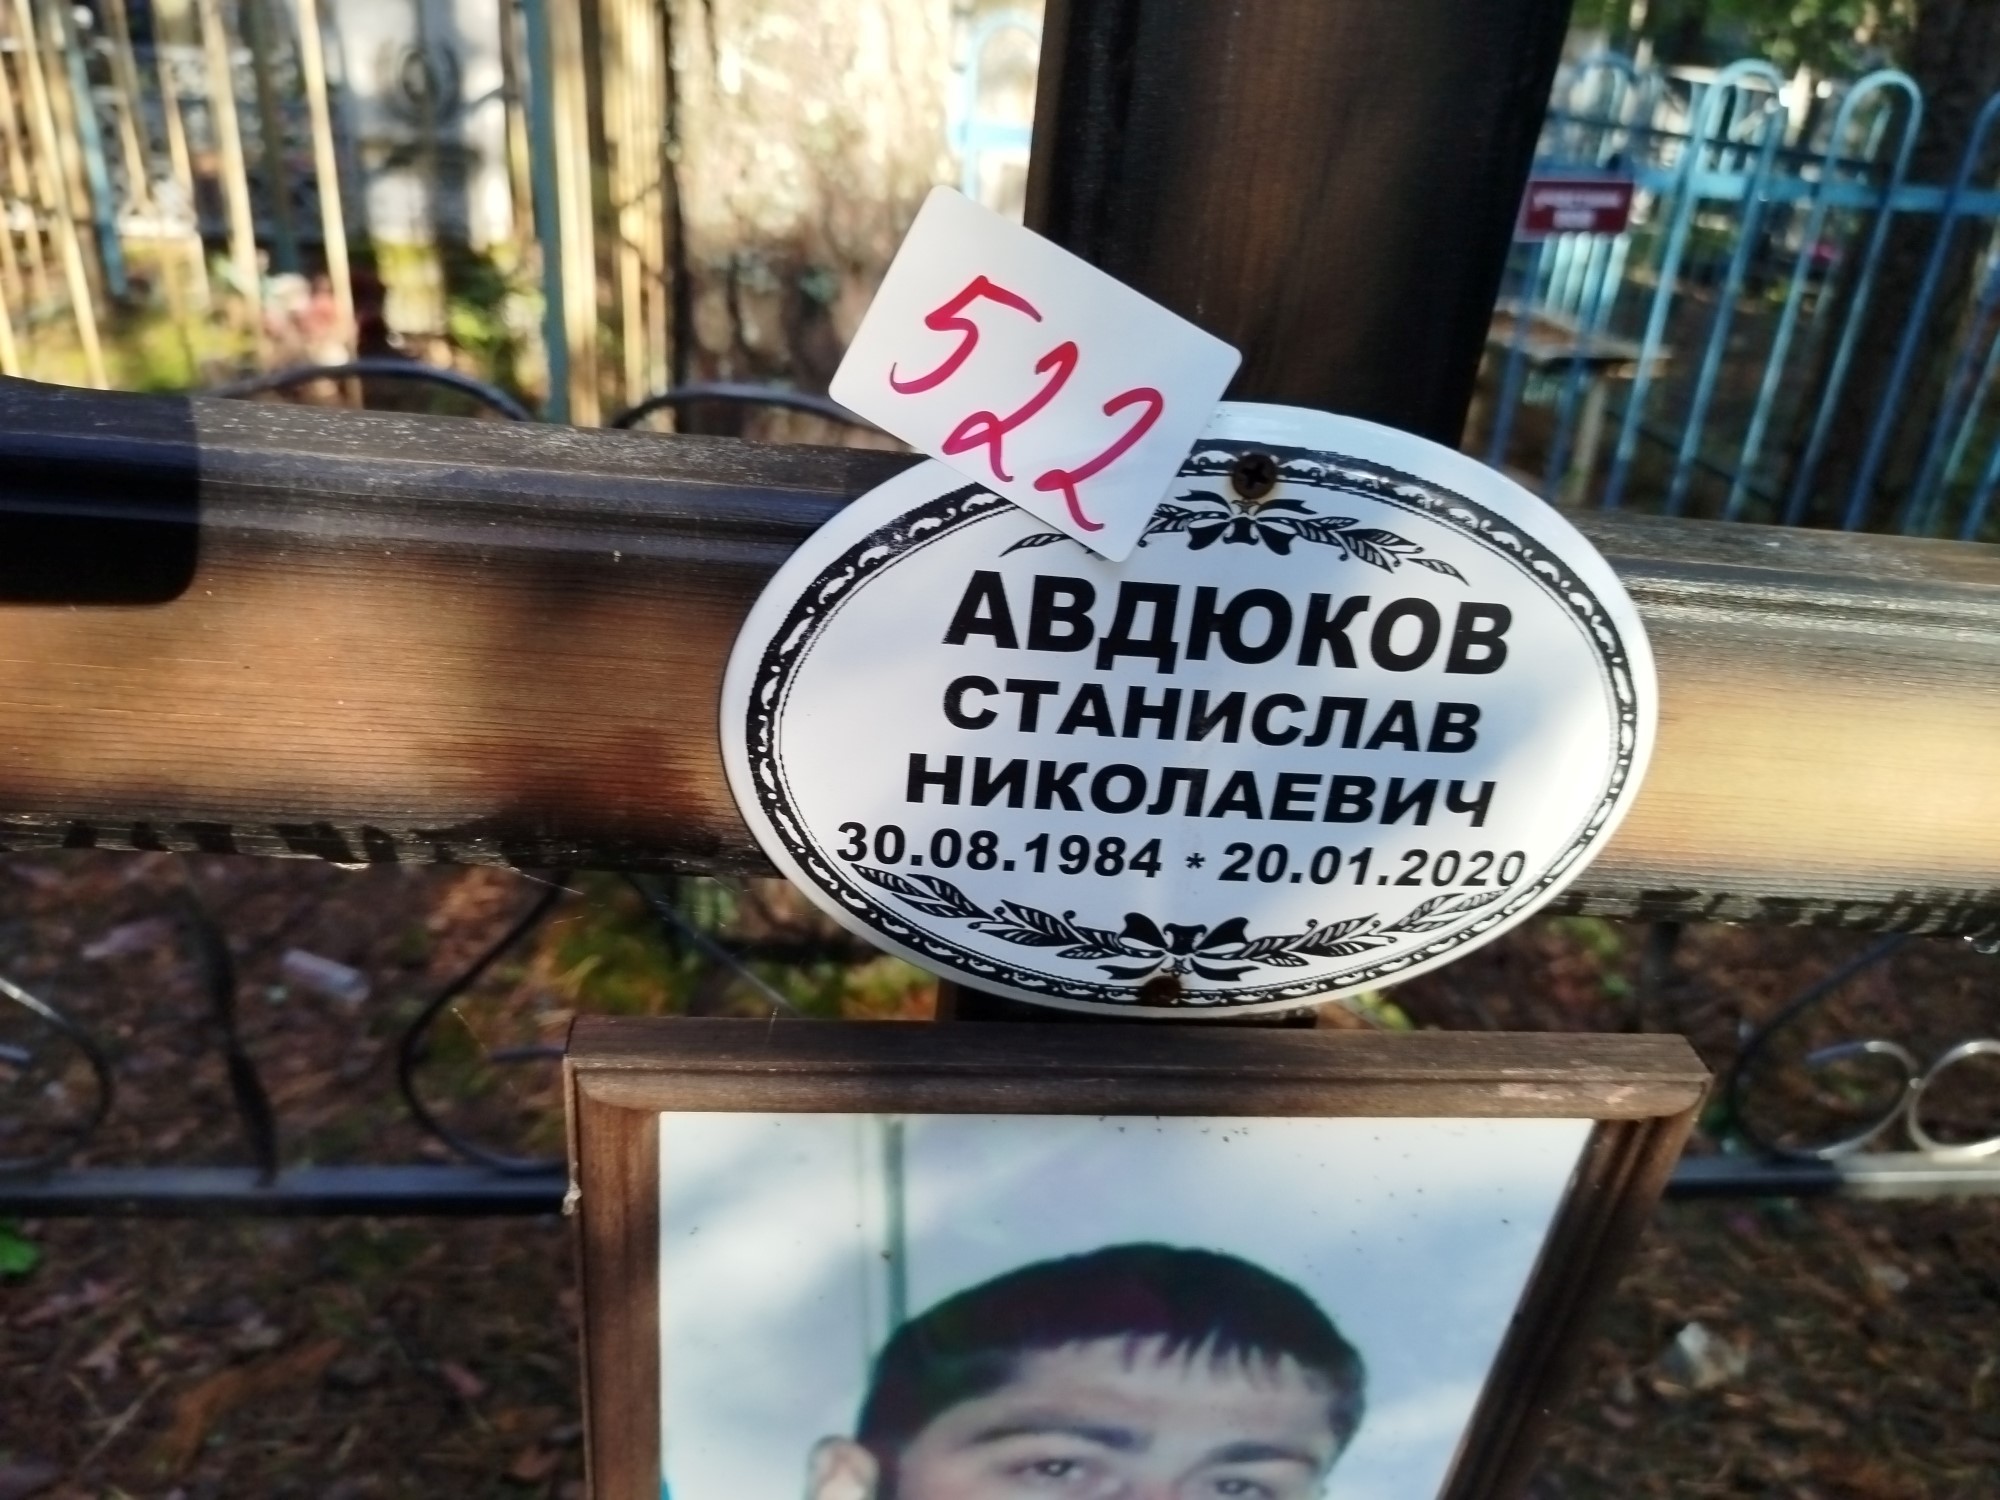 522
АВДЮКОВ
СТАНИСЛАВ
НИКОЛАЕВИЧ
30.08.1984 * 20.01.2020